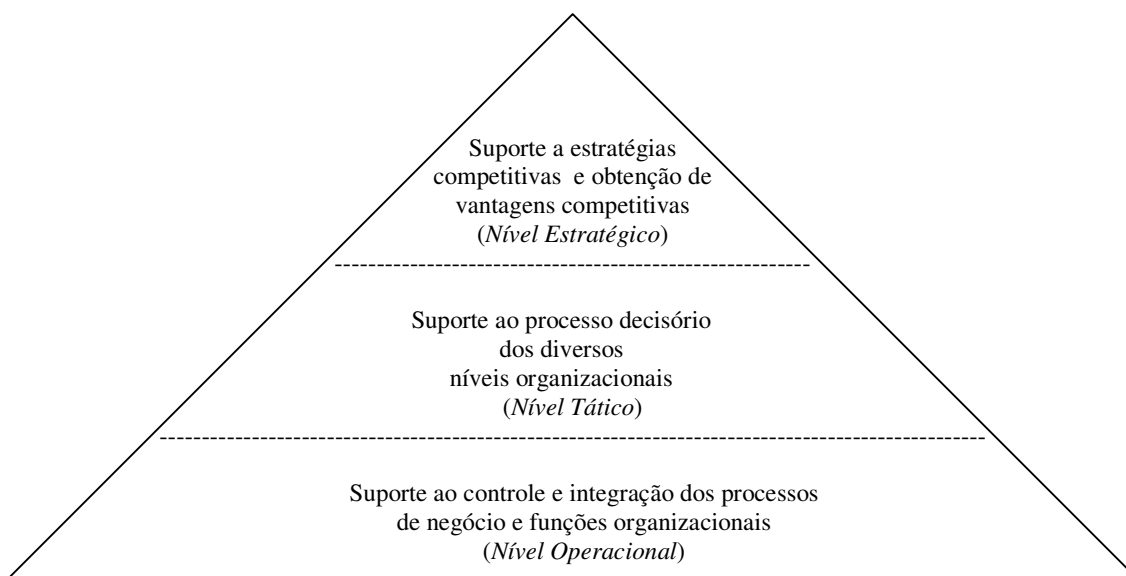 Suporte a estratégias
competitivas e obtenção de
vantagens competitivas
(Nível Estratégico)
Suporte ao processo decisório
dos diversos
níveis organizacionais
(Nível Tático)
Suporte ao controle e integração dos processos
de negócio e funções organizacionais
(Nível Operacional)